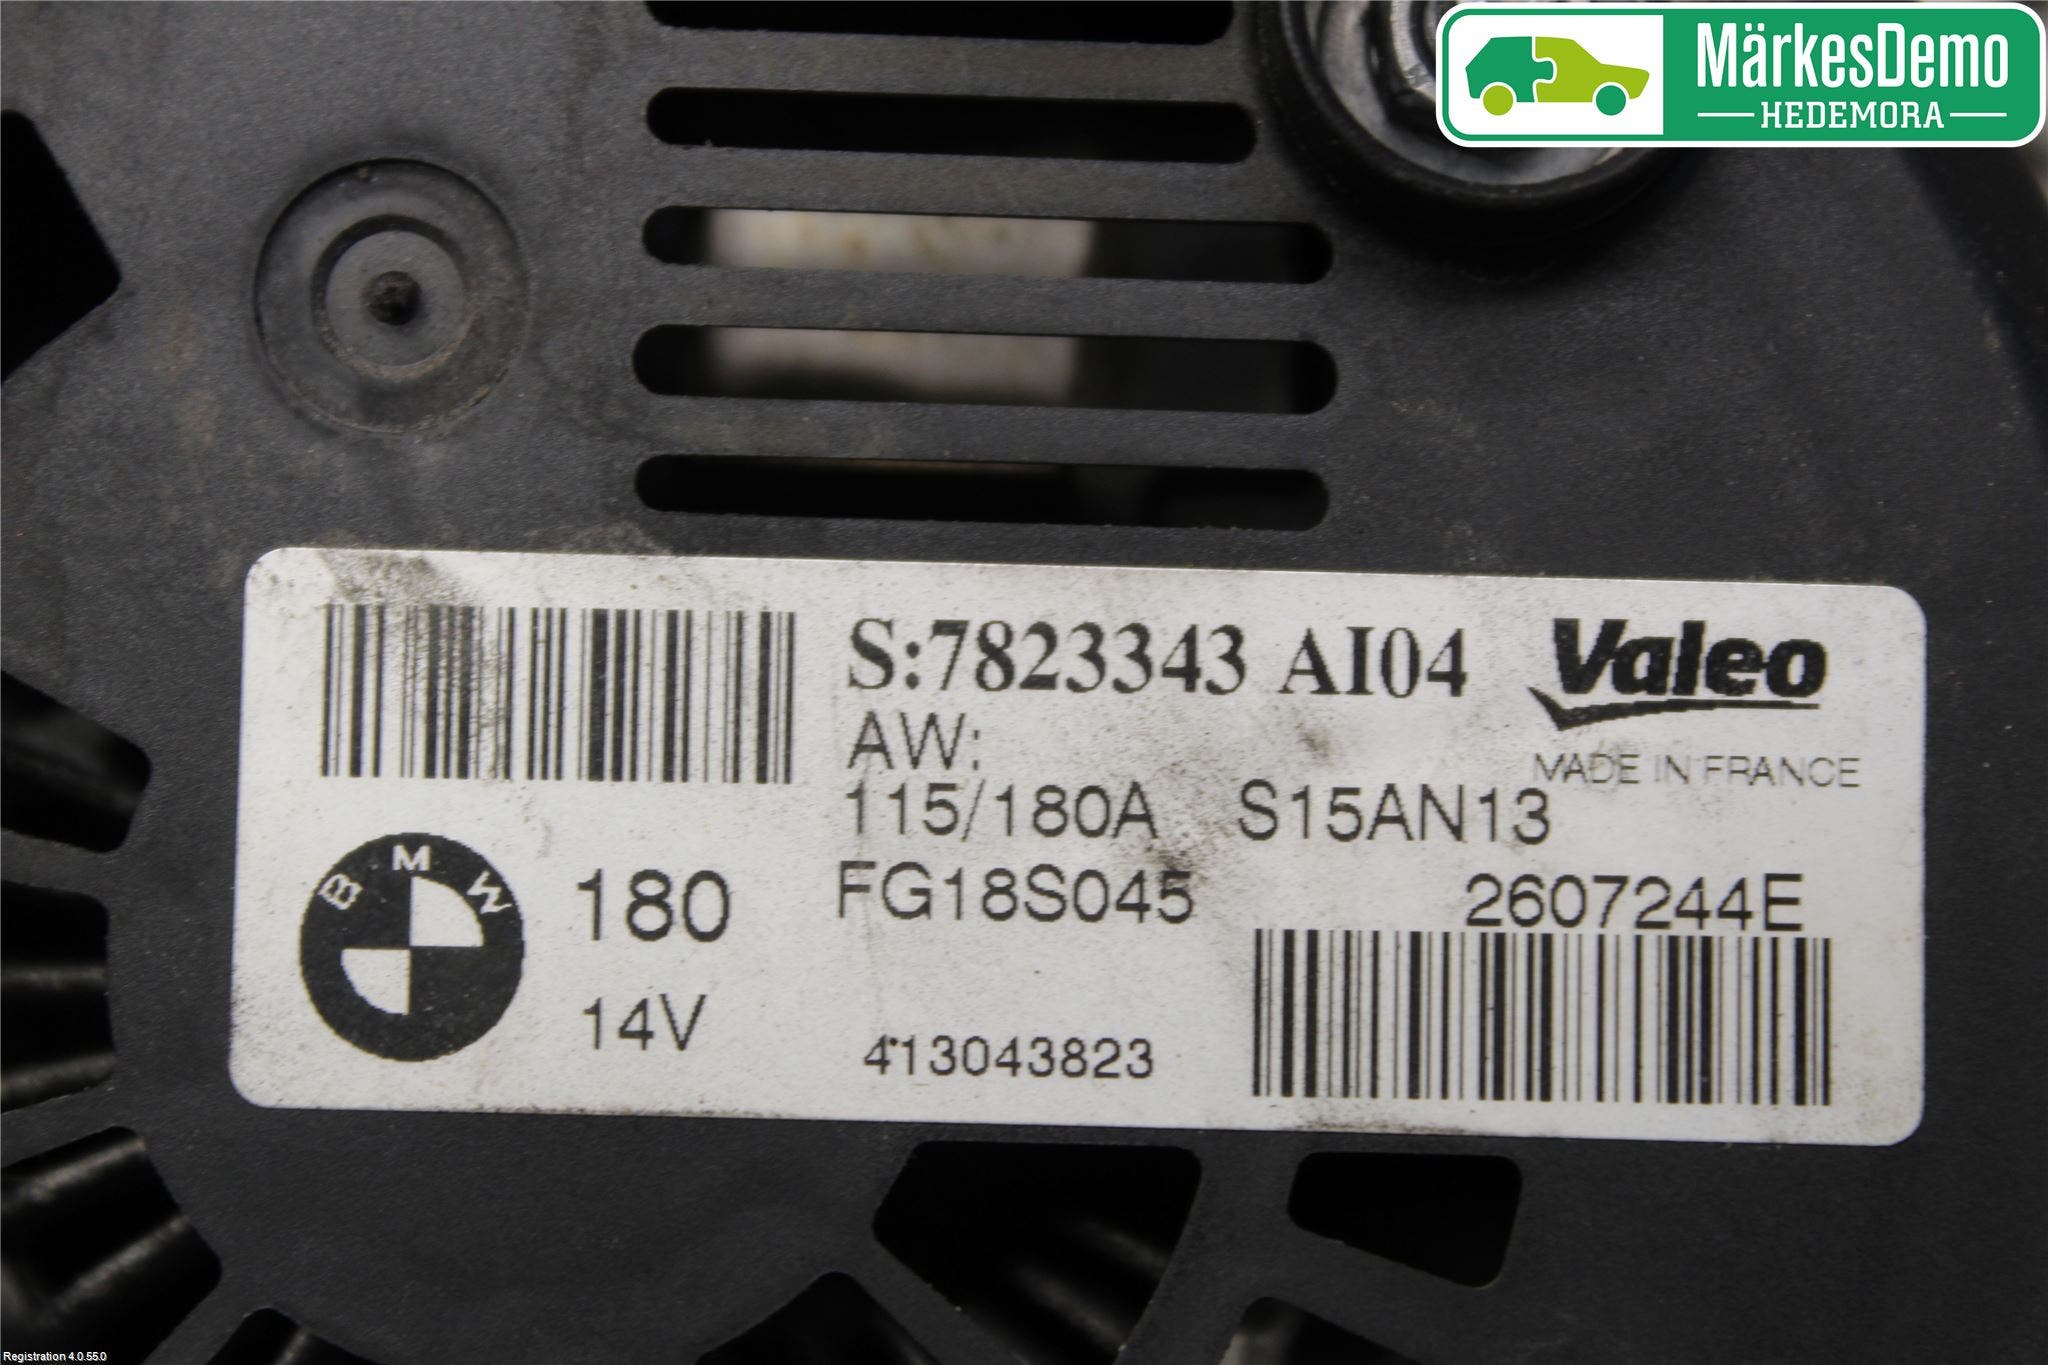 MärkesDemo
HEDEMORA
S:7823343 AI04
Valeo
AW:
MADE IN FRANCE
115/180A S15AN13
BMW
180
FG18S045
2607244E
14V
413043823
Registration 4.0.55.0